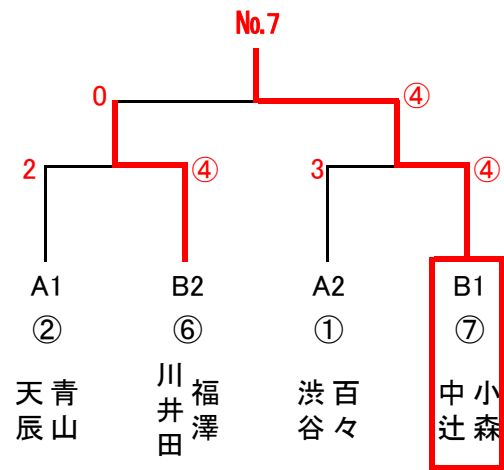 No.7
0 ④
2 ④ 3 ④
A1 B2 A2 B1
② ⑥ ① ⑦
青山 福澤 百々 小森
天辰 川井田 渋谷 中辻